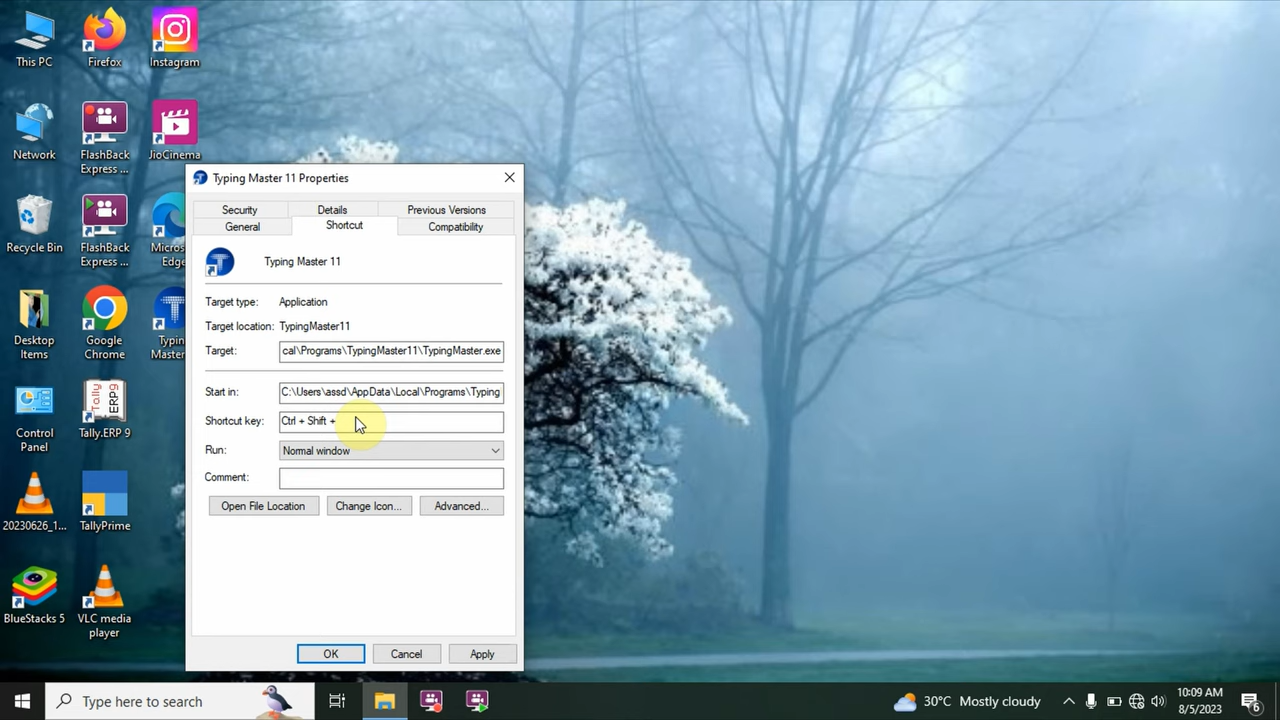 This PC
Firefox
Instagram
Network
FlashBack
Express ...
JioCinema
Recycle Bin
FlashBack
Express ...
Micros
Edge
Desktop
Items
Google
Chrome
Typin
Master
Control
Panel
Tally.ERP 9
20230626_1...
TallyPrime
BlueStacks 5
VLC media
player
Typing Master 11 Properties
Security
Details
Previous Versions
General
Shortcut
Compatibility
Typing Master 11
Target type: Application
Target location: TypingMaster11
Target: cal\Programs\TypingMaster11\TypingMaster.exe
Start in: C:\Users\assd\AppData\Local\Programs\Typing
Shortcut key: Ctrl + Shift +
Run: Normal window
Comment:
Open File Location
Change Icon...
Advanced...
OK
Cancel
Apply
Type here to search
30°C Mostly cloudy
10:09 AM
8/5/2023
6